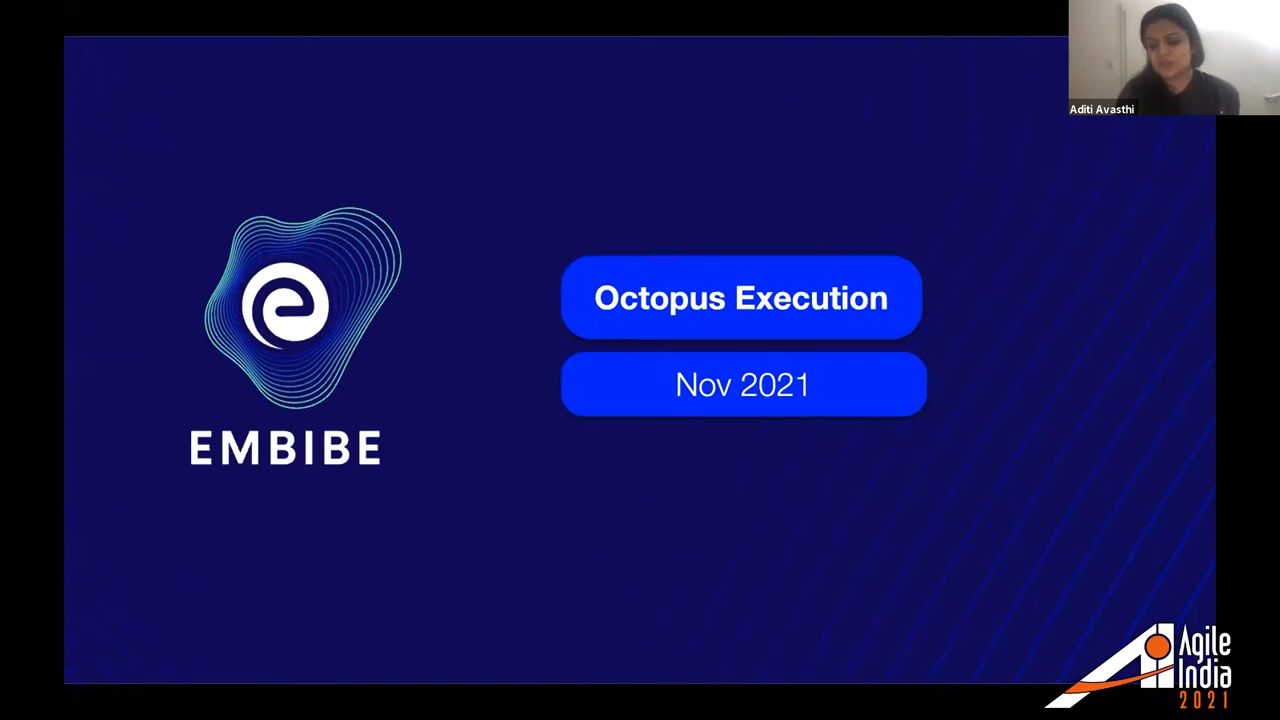 Aditi Avasthi
Octopus Execution
Nov 2021
EMBIBE
Agile
India
2021